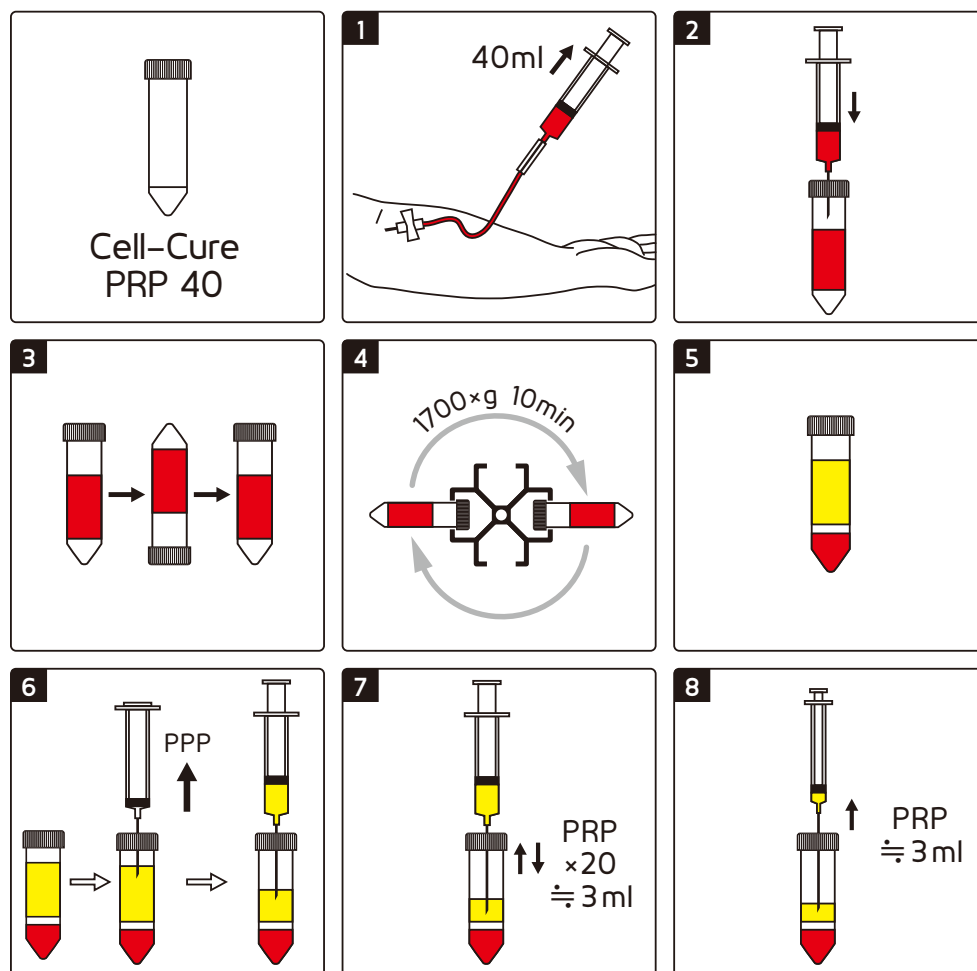 Cell-Cure
PRP 40
1
40ml
2
3
4
1700×g 10min
5
6
PPP
7
PRP
×20
≒ 3ml
8
PRP
≒ 3ml